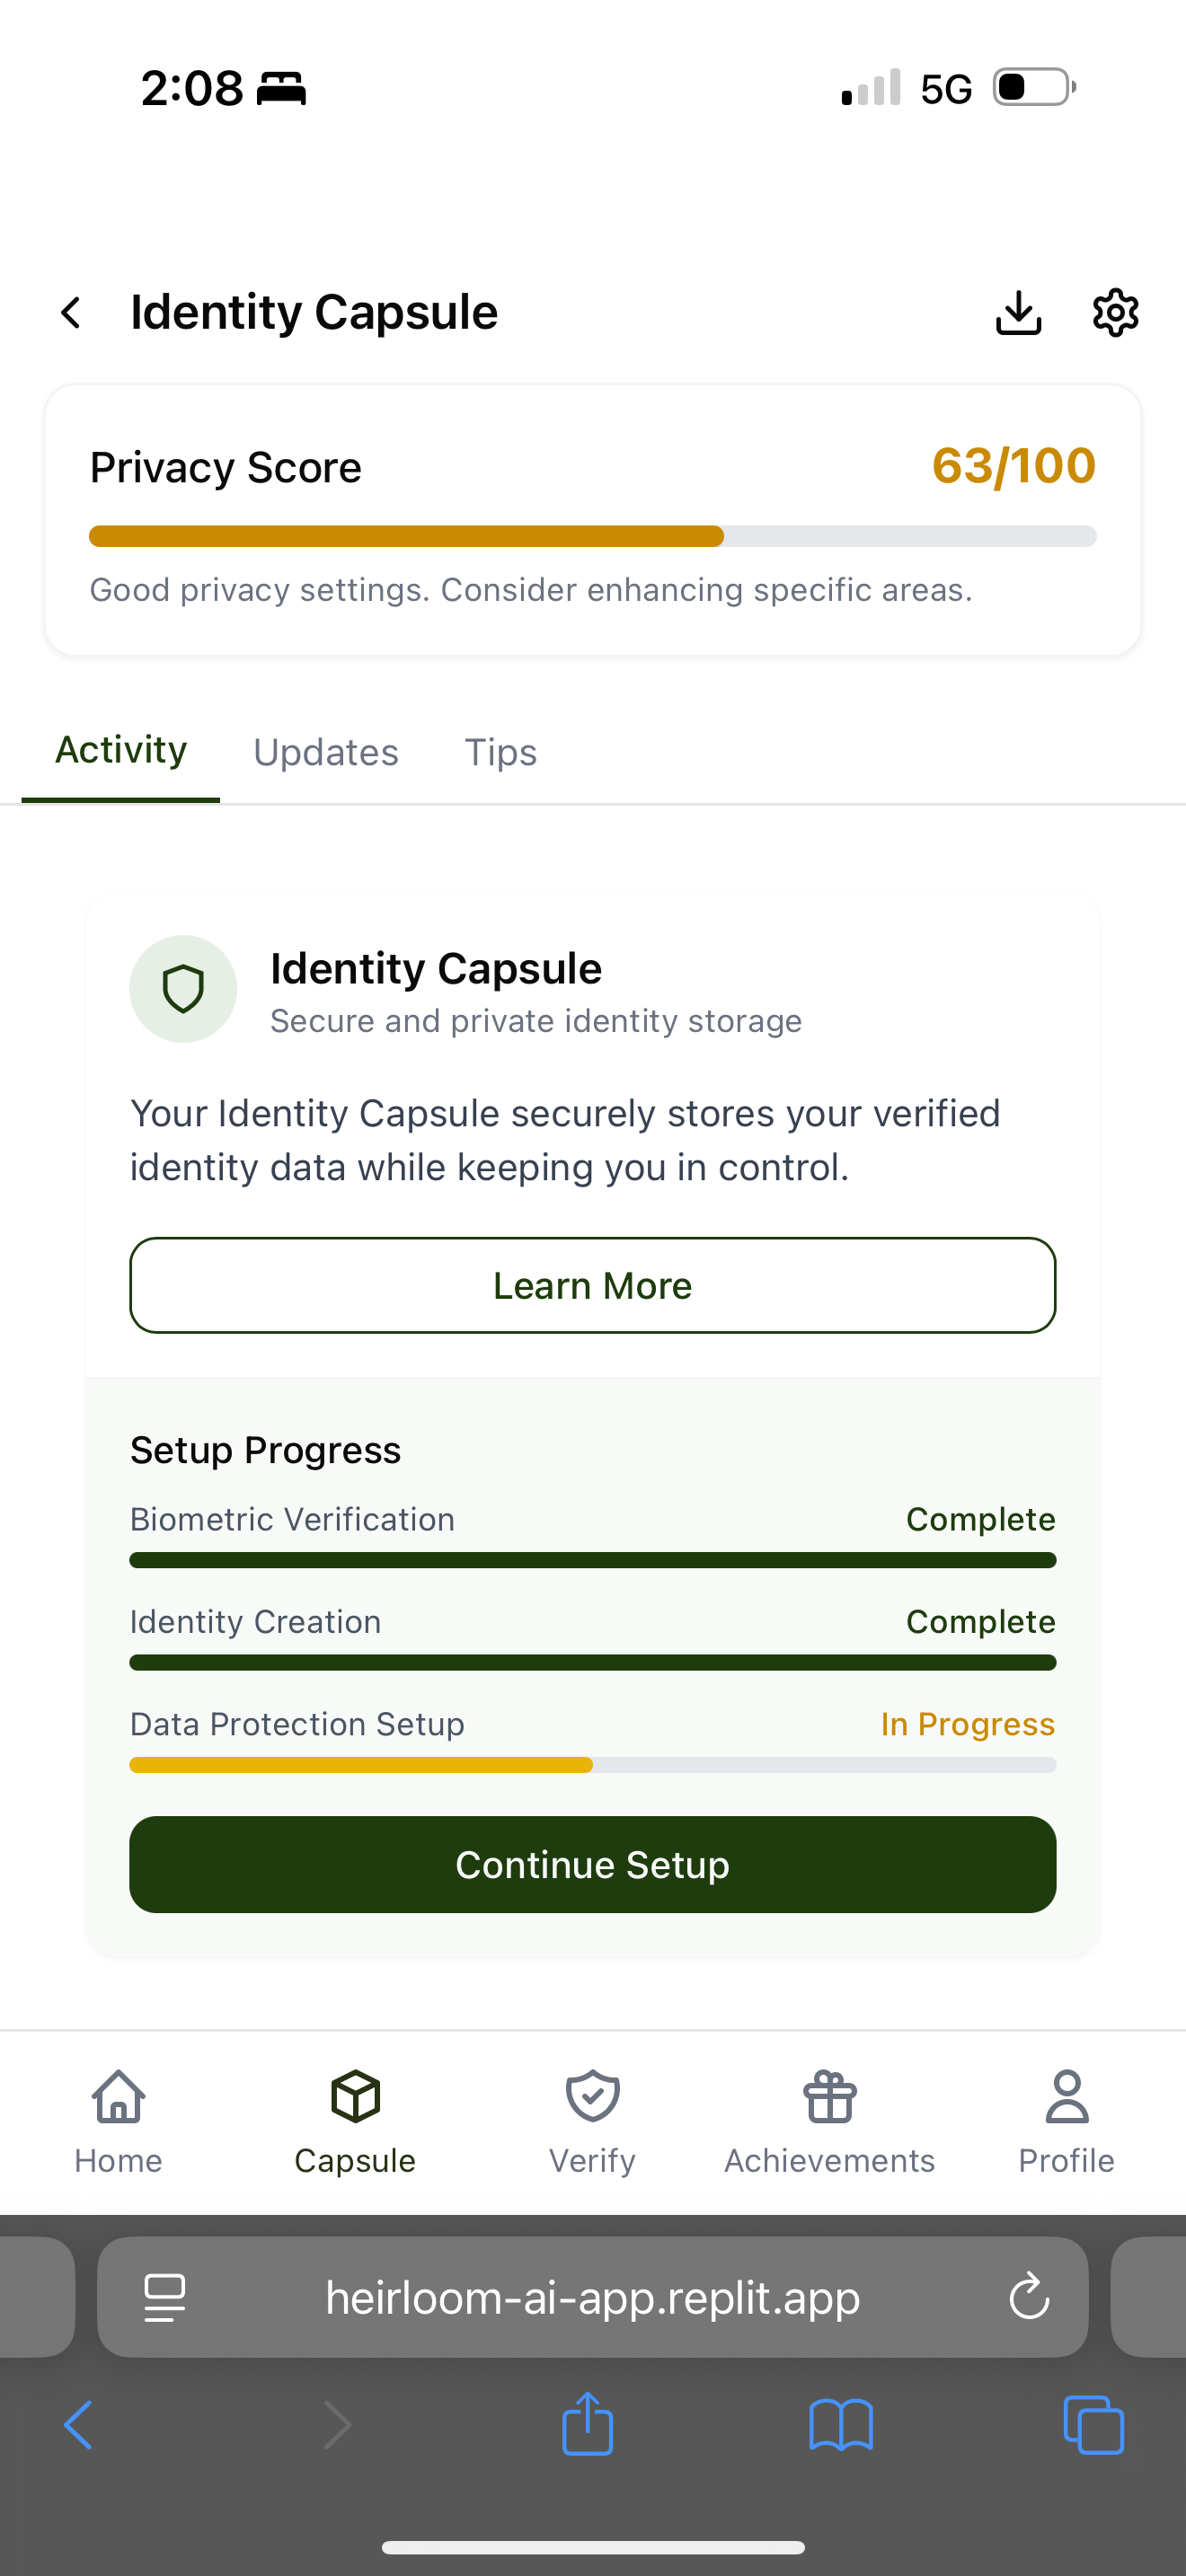 2:08
5G
Identity Capsule
Privacy Score
63/100
Good privacy settings. Consider enhancing specific areas.
Activity
Updates
Tips
Identity Capsule
Secure and private identity storage
Your Identity Capsule securely stores your verified
identity data while keeping you in control.
Learn More
Setup Progress
Biometric Verification
Complete
Identity Creation
Complete
Data Protection Setup
In Progress
Continue Setup
Home
Capsule
Verify
Achievements
Profile
heirloom-ai-app.replit.app